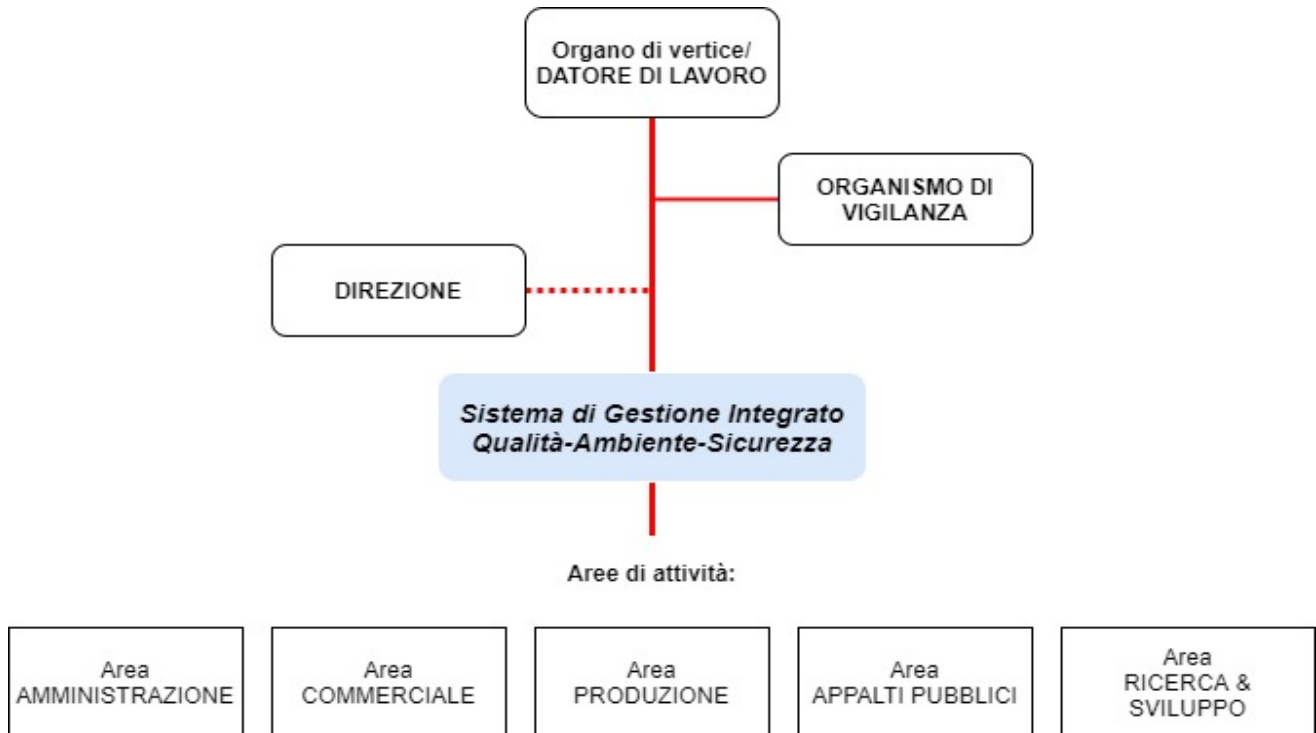 Organo di vertice/
DATORE DI LAVORO
ORGANISMO DI
VIGILANZA
DIREZIONE
Sistema di Gestione Integrato
Qualità-Ambiente-Sicurezza
Aree di attività:
Area
AMMINISTRAZIONE
Area
COMMERCIALE
Area
PRODUZIONE
Area
APPALTI PUBBLICI
Area
RICERCA &
SVILUPPO